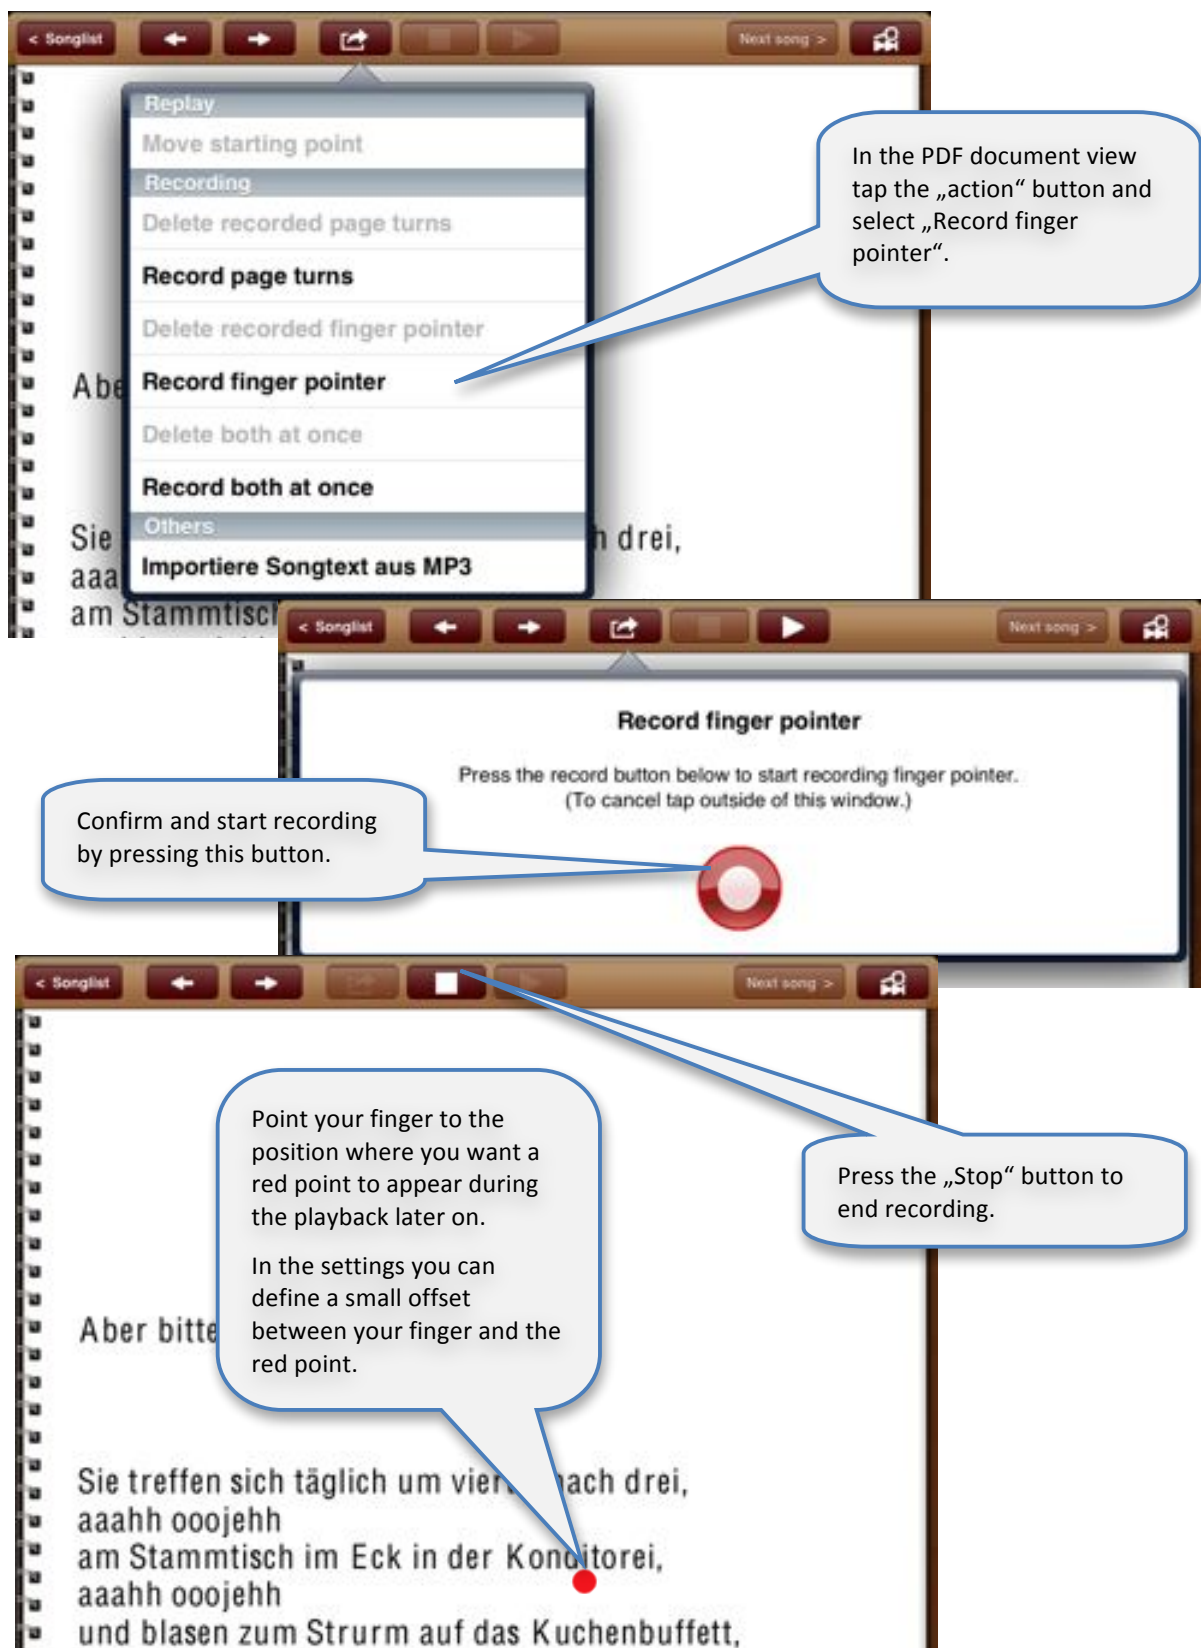 < Songlist
Next song >
Replay
Move starting point
Recording
Delete recorded page turns
Record page turns
Delete recorded finger pointer
Record finger pointer
Delete both at once
Record both at once
Others
Importiere Songtext aus MP3
In the PDF document view
tap the „action“ button and
select „Record finger
pointer“.
Abe
Sie
h drei,
aaa
am Stammtisc
< Songlist
Next song >
Record finger pointer
Press the record button below to start recording finger pointer.
(To cancel tap outside of this window.)
Confirm and start recording
by pressing this button.
< Songlist
Next song >
Point your finger to the
position where you want a
red point to appear during
the playback later on.
In the settings you can
define a small offset
between your finger and the
red point.
Press the „Stop“ button to
end recording.
Aber bitte
Sie treffen sich täglich um vier nach drei,
aaahh ooojehh
am Stammtisch im Eck in der Konditorei,
aaahh ooojehh
und blasen zum Strurm auf das Kuchenbuffett,